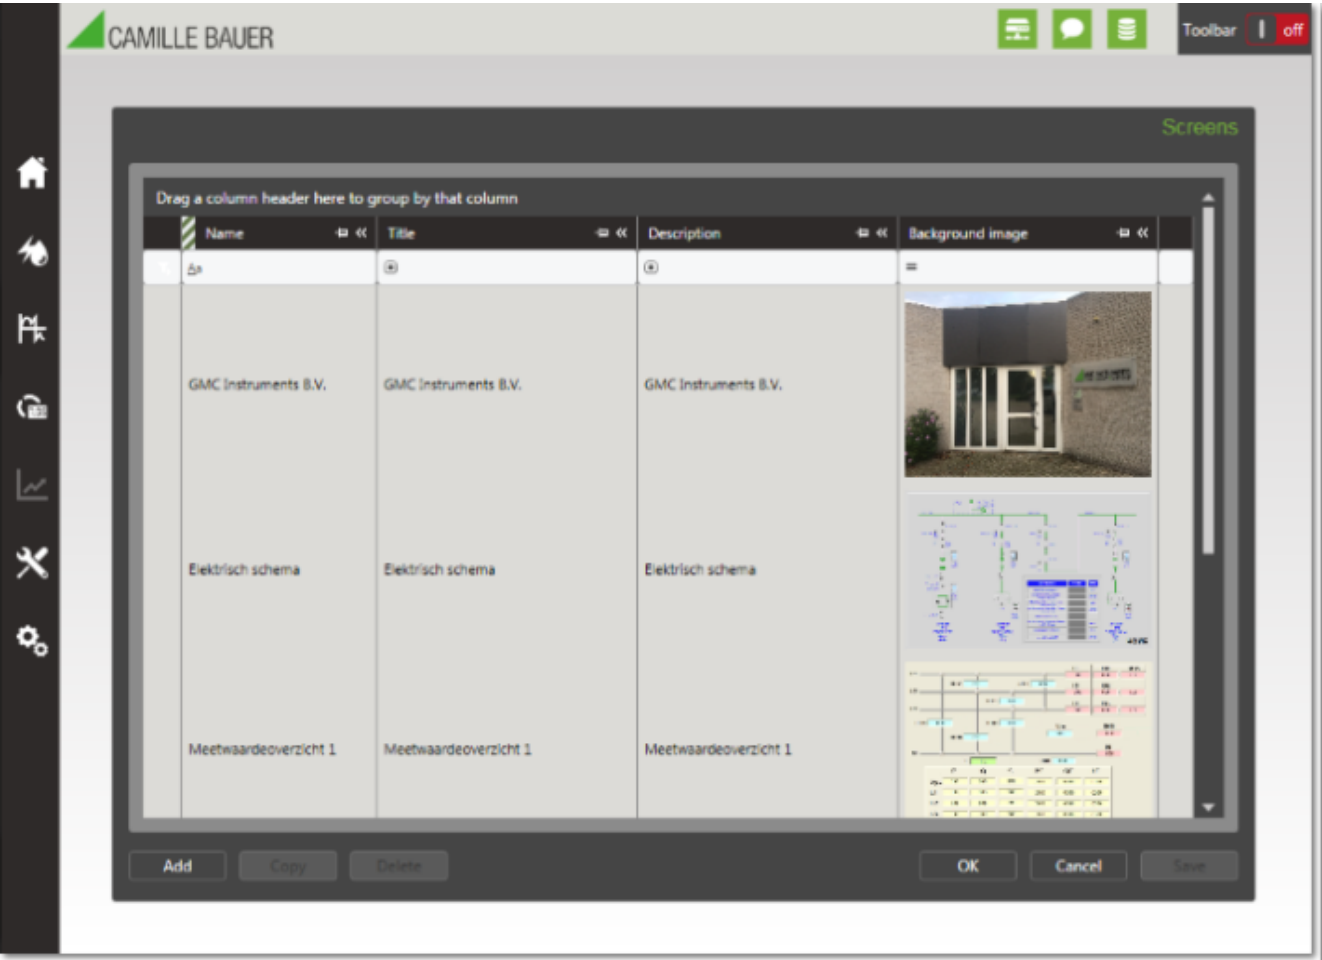 CAMILLE BAUER
Toolbar
off
Screens
Drag a column header here to group by that column
Name
Title
Description
Background image
GMC Instruments B.V.
GMC Instruments B.V.
GMC Instruments B.V.
Elektrisch schema
Elektrisch schema
Elektrisch schema
Meetwaardeoverzicht 1
Meetwaardeoverzicht 1
Meetwaardeoverzicht 1
Add
Copy
Delete
OK
Cancel
Save